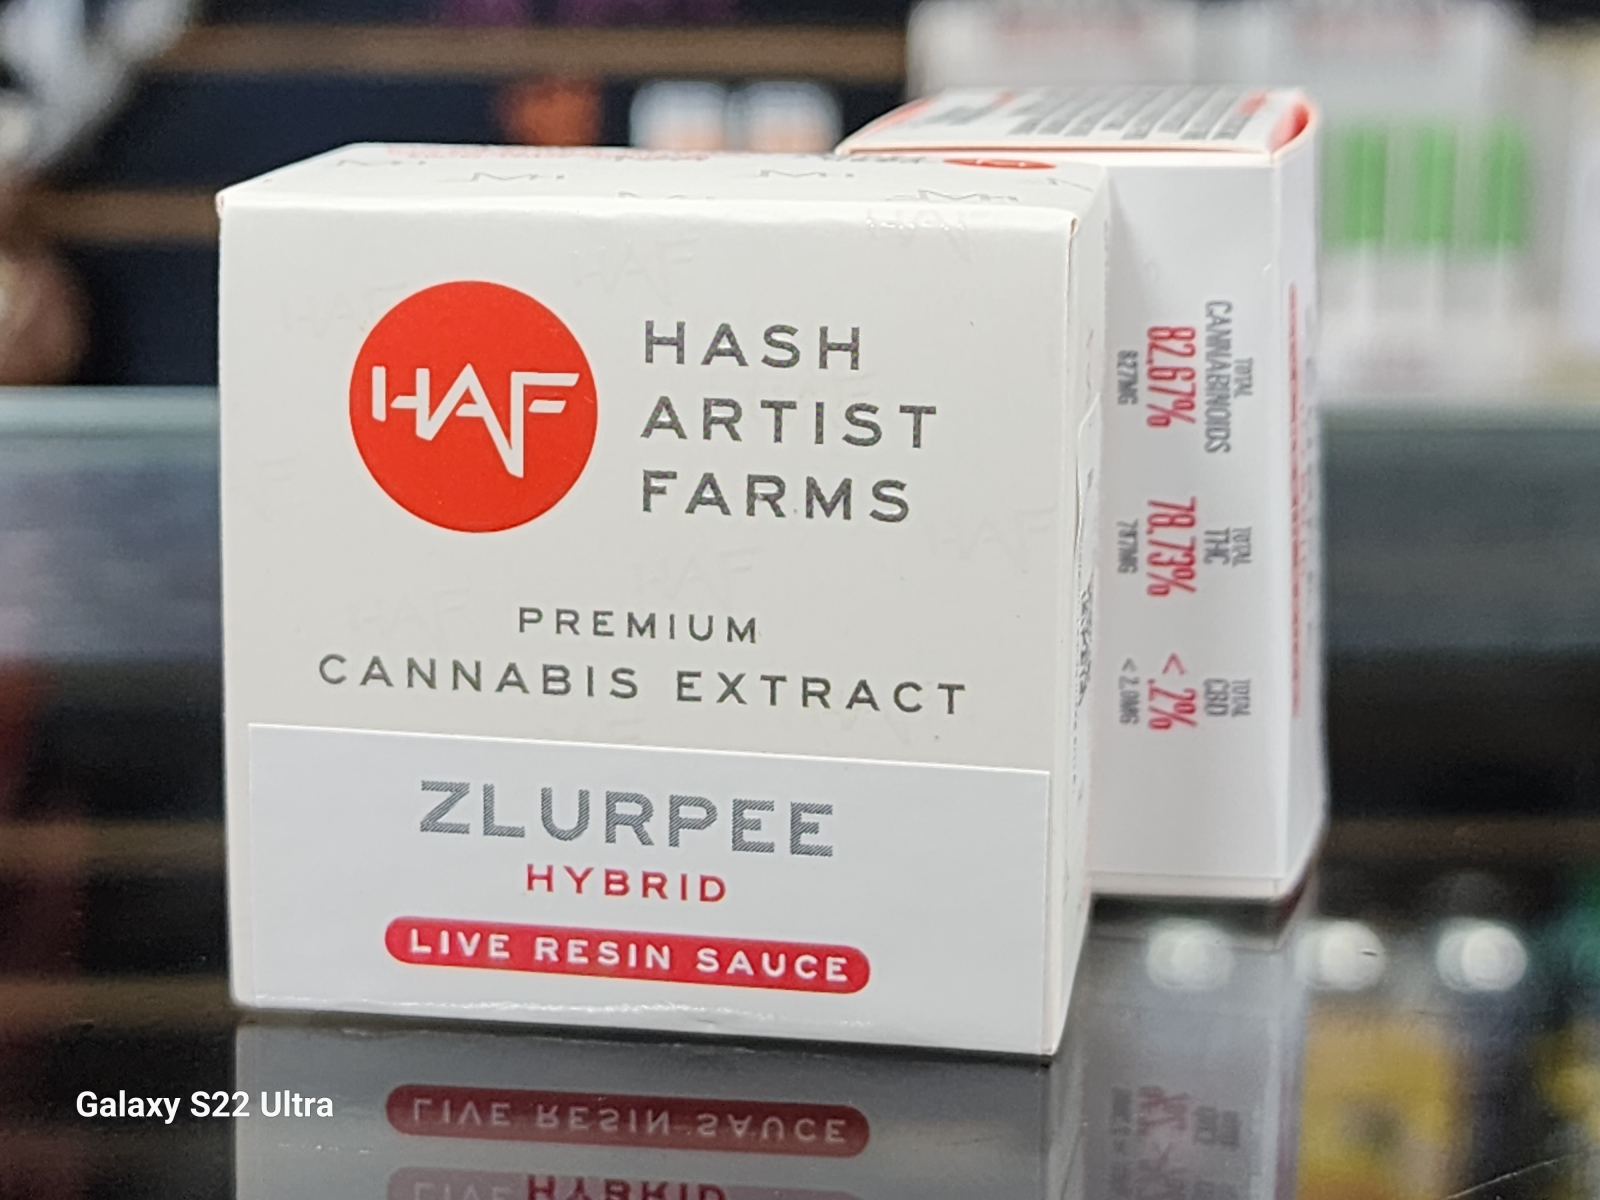 HAF
HASH
ARTIST
FARMS
PREMIUM
CANNABIS EXTRACT
ZLURPEE
HYBRID
LIVE RESIN SAUCE
TOTAL
CANNABINOIDS
82.67%
827MG
TOTAL
THC
78.73%
787MG
TOTAL
CBD
<.2%
<2.0MG
Galaxy S22 Ultra